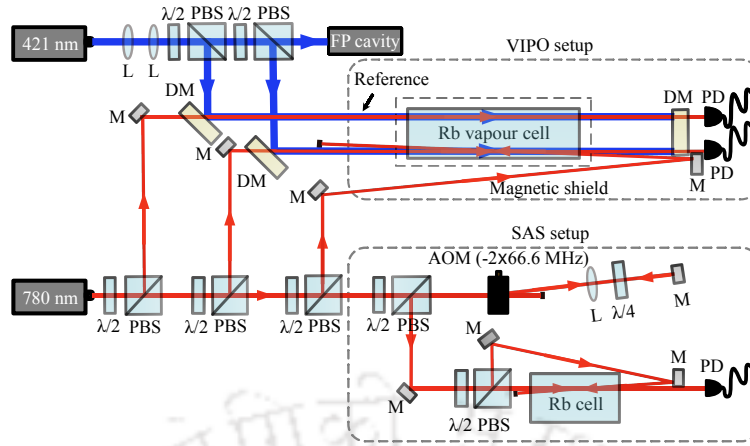 λ/2 PBS λ/2 PBS
421 nm
FP cavity
L L
VIPO setup
DM
Reference
DM PD
M
Rb vapour cell
M
DM
PD
M
M
Magnetic shield
SAS setup
AOM (-2X66.6 MHz)
780 nm
λ/2 PBS λ/2 PBS λ/2 PBS λ/2 PBS
L λ/4 M
M
M PD
M
λ/2 PBS
Rb cell